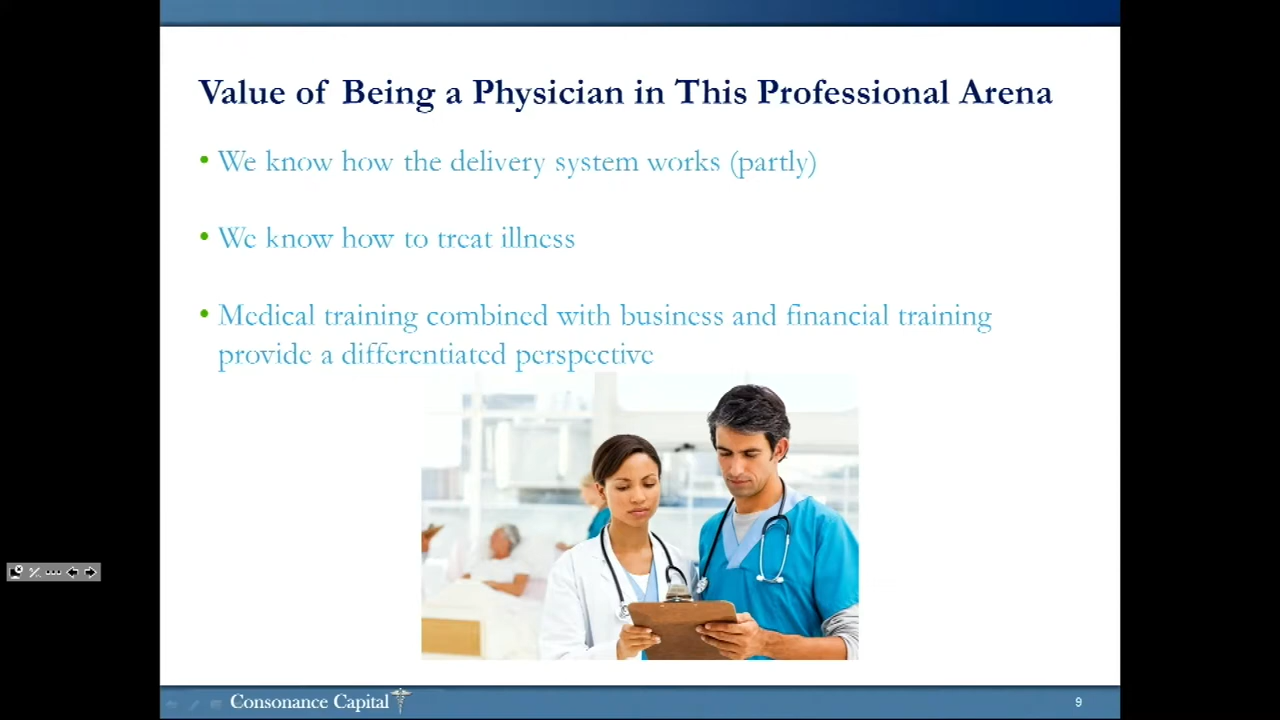 Value of Being a Physician in This Professional Arena
• We know how the delivery system works (partly)
• We know how to treat illness
• Medical training combined with business and financial training
provide a differentiated perspective
Consonance Capital
9